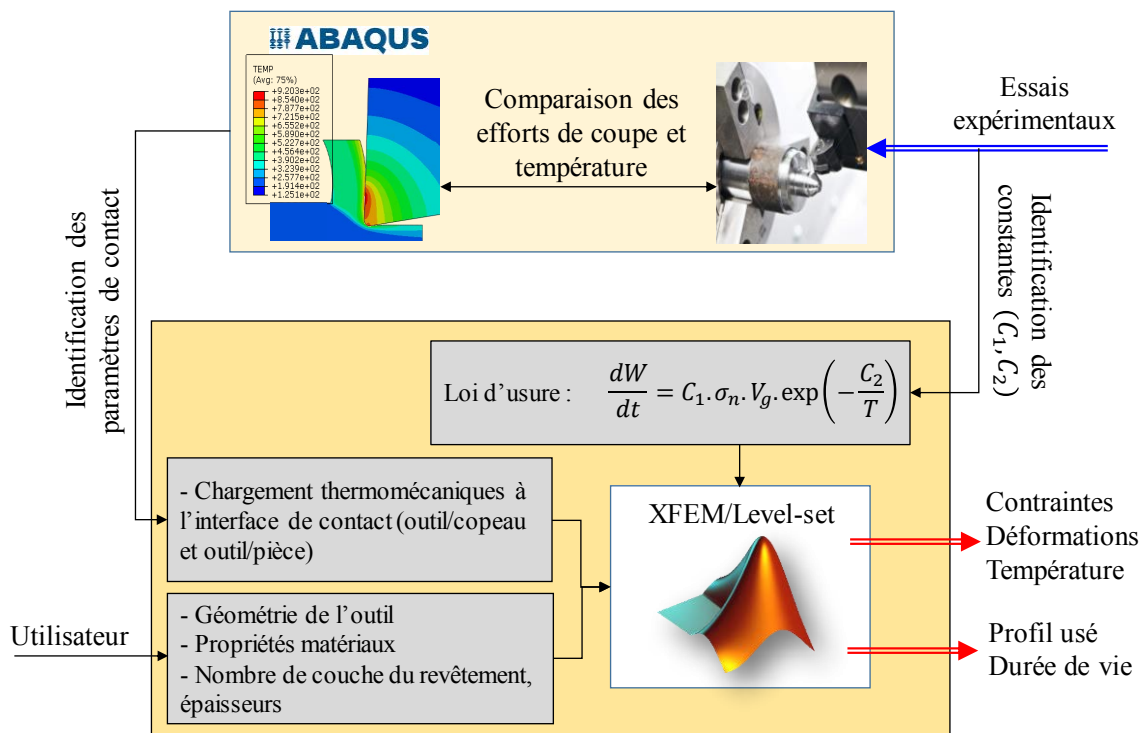 ABAQUS
TEMP
(Avg: 75%)
+9.203e+02
+8.540e+02
+7.877e+02
+7.215e+02
+6.552e+02
+5.890e+02
+5.227e+02
+4.564e+02
+3.902e+02
+3.239e+02
+2.577e+02
+1.914e+02
+1.251e+02
Comparaison des
efforts de coupe et
température
Essais
expérimentaux
Identification des
paramètres de contact
Identification des
constantes (C₁,C₂)
Loi d’usure : dW/dt = C₁.σₙ.V_g.exp(−C₂/T)
- Chargement thermomécaniques à
l’interface de contact (outil/copeau
et outil/pièce)
XFEM/Level-set
Contraintes
Déformations
Température
Utilisateur
- Géométrie de l’outil
- Propriétés matériaux
- Nombre de couche du revêtement,
épaisseurs
Profil usé
Durée de vie